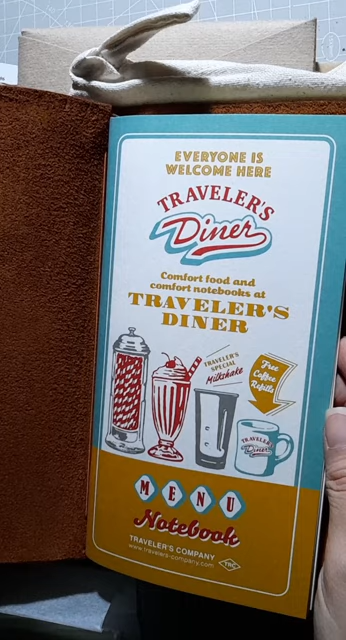 EVERYONE IS
WELCOME HERE
TRAVELER'S
Diner
Comfort food and
comfort notebooks at
TRAVELER'S
DINER
TRAVELER'S
SPECIAL
Milkshake
Free
Coffee
Refills
TRAVELER'S
Diner
MENU
Notebook
TRAVELER'S COMPANY
www.travelers-company.com
TRC